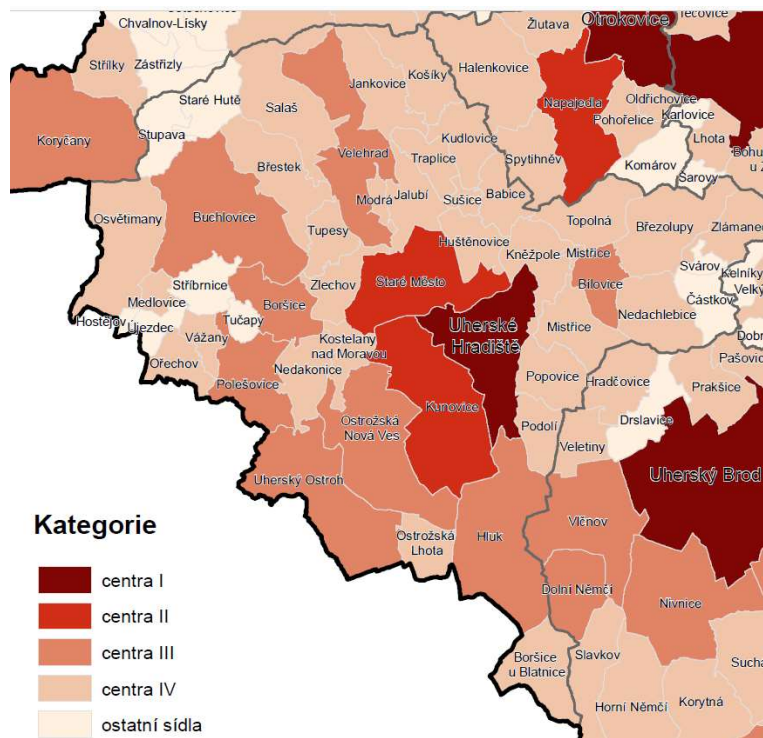 Chvalnov-Lísky
Žlutava
Otrokovice
Tečovice
Střílky
Zástřizly
Jankovice
Košíky
Halenkovice
Staré Hutě
Salaš
Napajedla
Oldřichovice
Karlovice
Koryčany
Stupava
Pohořelice
Kudlovice
Lhota
Velehrad
Traplice
Spytihněv
Břestek
Komárov
Šarovy
Modrá
Jalubí
Sušice
Babice
Osvětimany
Buchlovice
Topolná
Březolupy
Zlámanec
Tupesy
Huštěnovice
Kněžpole
Mistřice
Svárov
Kelníky
Stříbrnice
Zlechov
Staré Město
Bílovice
Částkov
Medlovice
Boršice
Nedachlebice
Hostějov
Újezdec
Tučapy
Uherské
Hradiště
Mistřice
Vážany
Kostelany
nad Moravou
Ořechov
Nedakonice
Popovice
Hradčovice
Prakšice
Polešovice
Kunovice
Ostrožská
Nová Ves
Podolí
Drslavice
Veletiny
Uherský Ostroh
Uherský Brod
Kategorie
Ostrožská
Lhota
Hluk
Vlčnov
centra I
Dolní Němčí
Nivnice
centra II
centra III
Boršice
u Blatnice
Slavkov
centra IV
Horní Němčí
Korytná
ostatní sídla